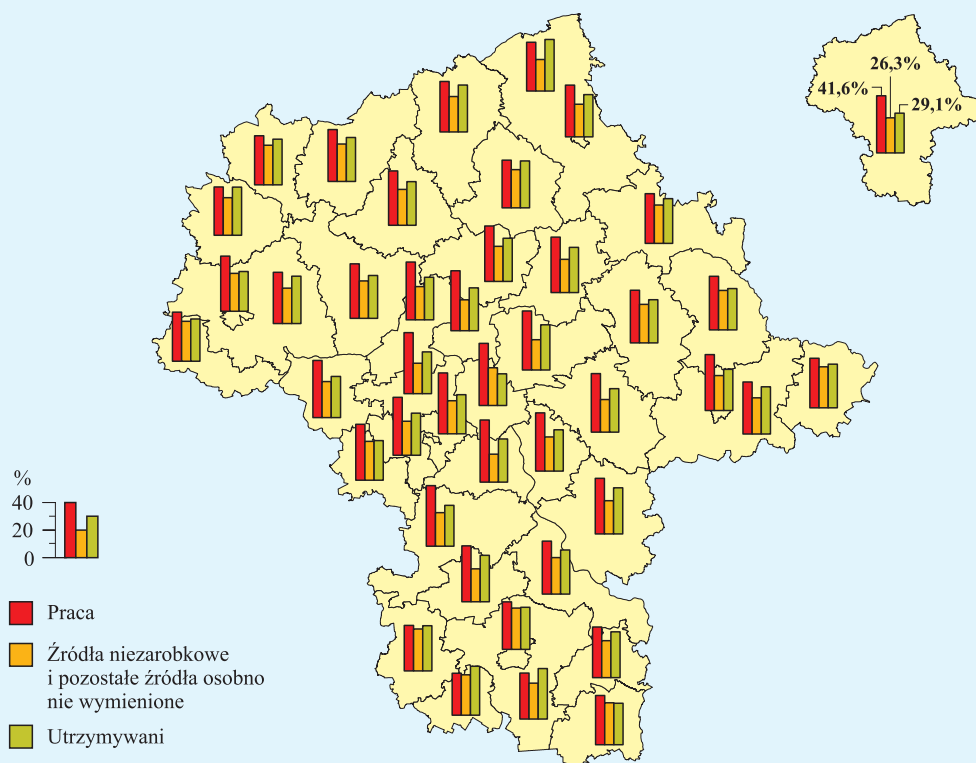 26,3%
41,6%
29,1%
%
40
20
0
Praca
Źródła niezarobkowe
i pozostałe źródła osobno
nie wymienione
Utrzymywani